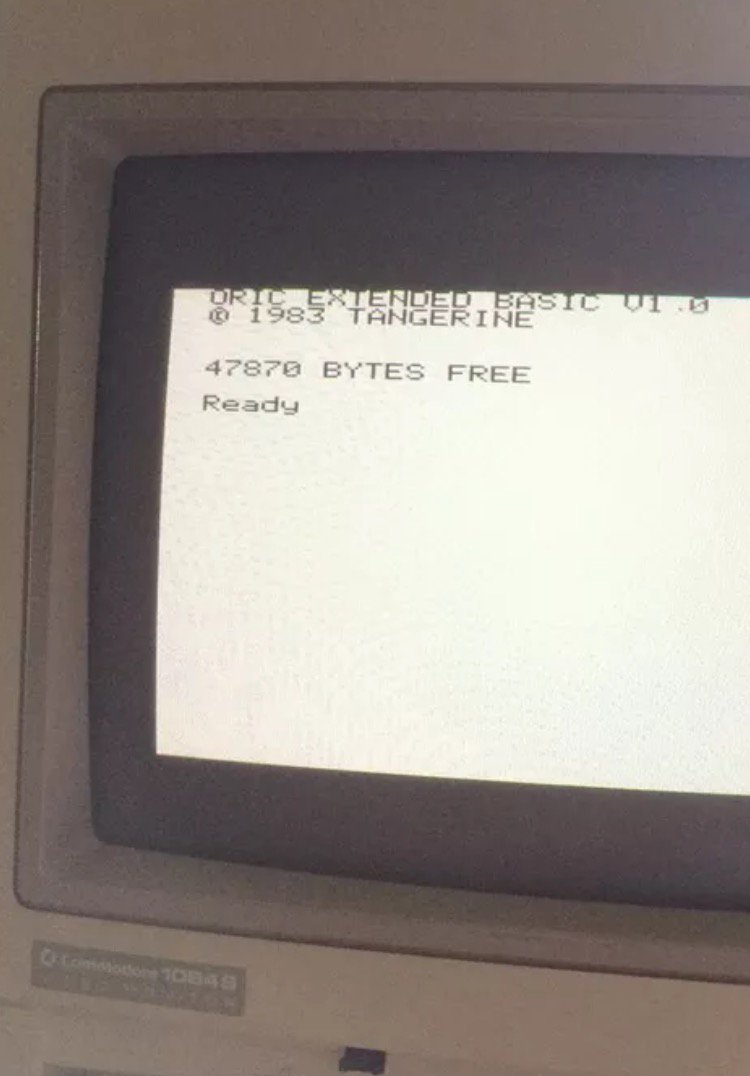 ORIC EXTENDED BASIC V1.0
© 1983 TANGERINE
47870 BYTES FREE
Ready
Commodore 1084S